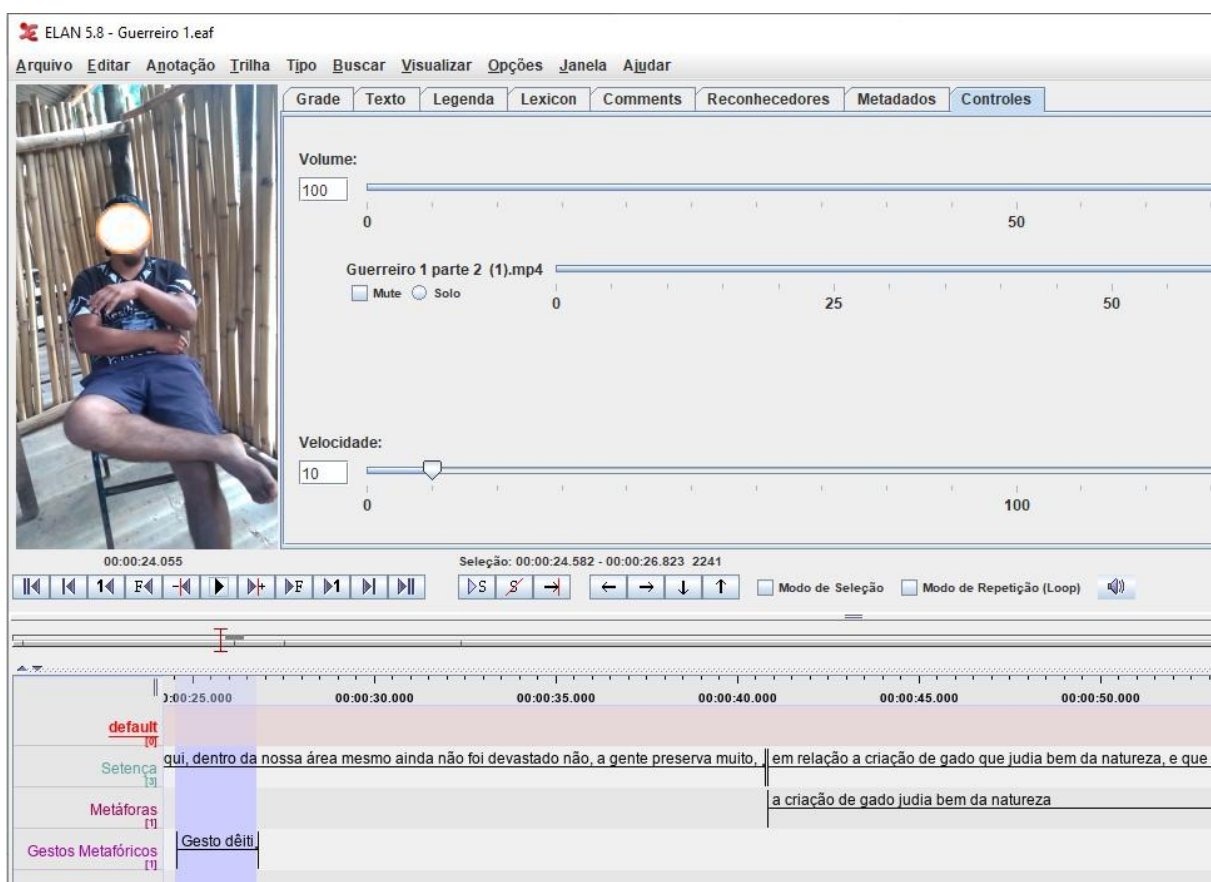 ELAN 5.8 - Guerreiro 1.eaf
Arquivo Editar Anotação Trilha Tipo Buscar Visualizar Opções Janela Ajudar
Grade Texto Legenda Lexicon Comments Reconhecedores Metadados Controles
Volume:
100
0 50
Guerreiro 1 parte 2 (1).mp4
Mute Solo
0 25 50
Velocidade:
10
0 100
00:00:24.055
Seleção: 00:00:24.582 - 00:00:26.823 2241
1 F + F 1 S S Modo de Seleção Modo de Repetição (Loop)
):00:25.000 00:00:30.000 00:00:35.000 00:00:40.000 00:00:45.000 00:00:50.000
default
[0]
Setença
[3]
qui, dentro da nossa área mesmo ainda não foi devastado não, a gente preserva muito, em relação a criação de gado que judia bem da natureza, e que
Metáforas
[1]
a criação de gado judia bem da natureza
Gestos Metafóricos
[1]
Gesto dêiti